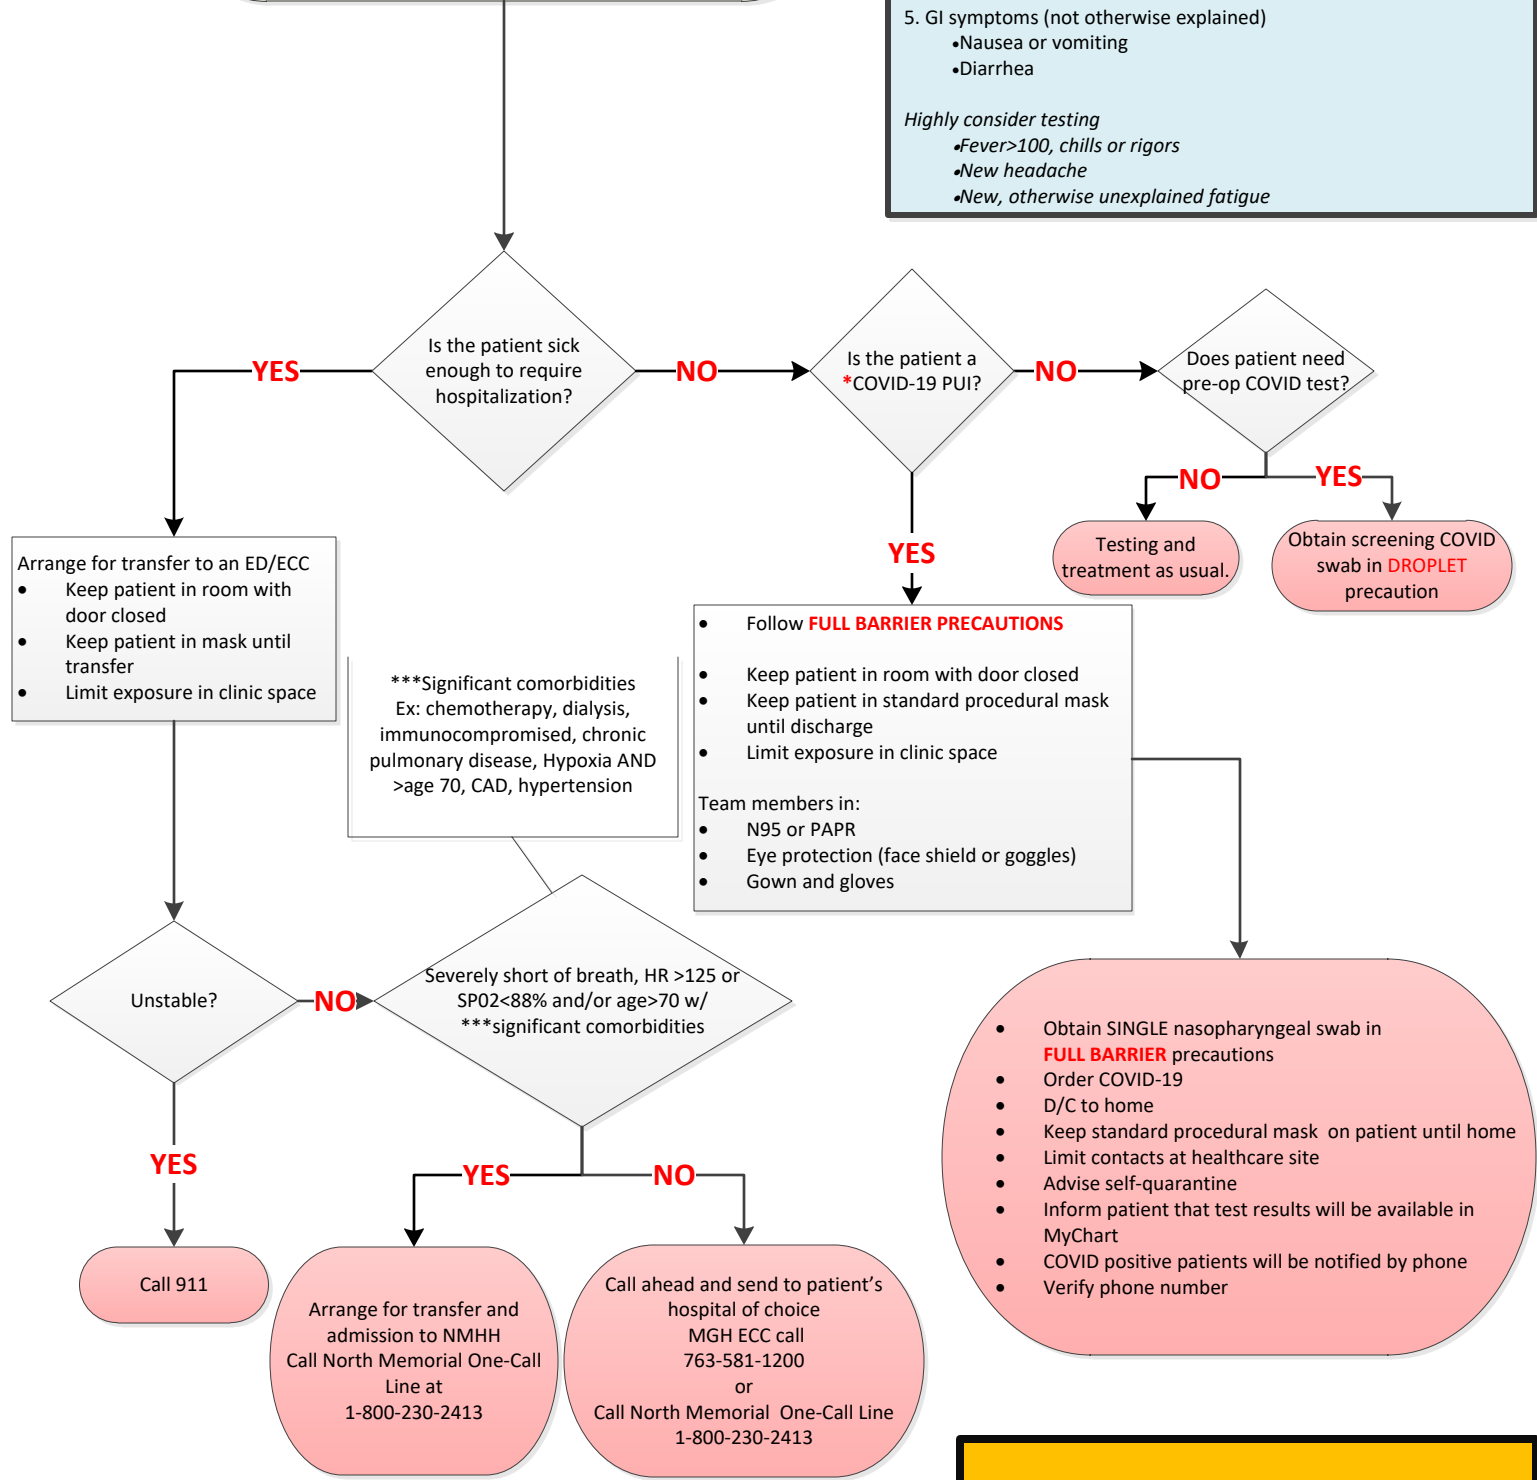 5. GI symptoms (not otherwise explained)
•Nausea or vomiting
•Diarrhea
Highly consider testing
•Fever>100, chills or rigors
•New headache
•New, otherwise unexplained fatigue
Is the patient sick
enough to require
hospitalization?
YES
NO
Is the patient a
*COVID-19 PUI?
NO
Does patient need
pre-op COVID test?
NO
YES
Testing and
treatment as usual.
Obtain screening COVID
swab in DROPLET
precaution
YES
Arrange for transfer to an ED/ECC
• Keep patient in room with
door closed
• Keep patient in mask until
transfer
• Limit exposure in clinic space
***Significant comorbidities
Ex: chemotherapy, dialysis,
immunocompromised, chronic
pulmonary disease, Hypoxia AND
>age 70, CAD, hypertension
• Follow FULL BARRIER PRECAUTIONS
• Keep patient in room with door closed
• Keep patient in standard procedural mask
until discharge
• Limit exposure in clinic space
Team members in:
• N95 or PAPR
• Eye protection (face shield or goggles)
• Gown and gloves
Unstable?
NO
Severely short of breath, HR >125 or
SP02<88% and/or age>70 w/
***significant comorbidities
YES
YES
NO
Call 911
Arrange for transfer and
admission to NMHH
Call North Memorial One-Call
Line at
1-800-230-2413
Call ahead and send to patient's
hospital of choice
MGH ECC call
763-581-1200
or
Call North Memorial One-Call Line
1-800-230-2413
• Obtain SINGLE nasopharyngeal swab in
FULL BARRIER precautions
• Order COVID-19
• D/C to home
• Keep standard procedural mask on patient until home
• Limit contacts at healthcare site
• Advise self-quarantine
• Inform patient that test results will be available in
MyChart
• COVID positive patients will be notified by phone
• Verify phone number